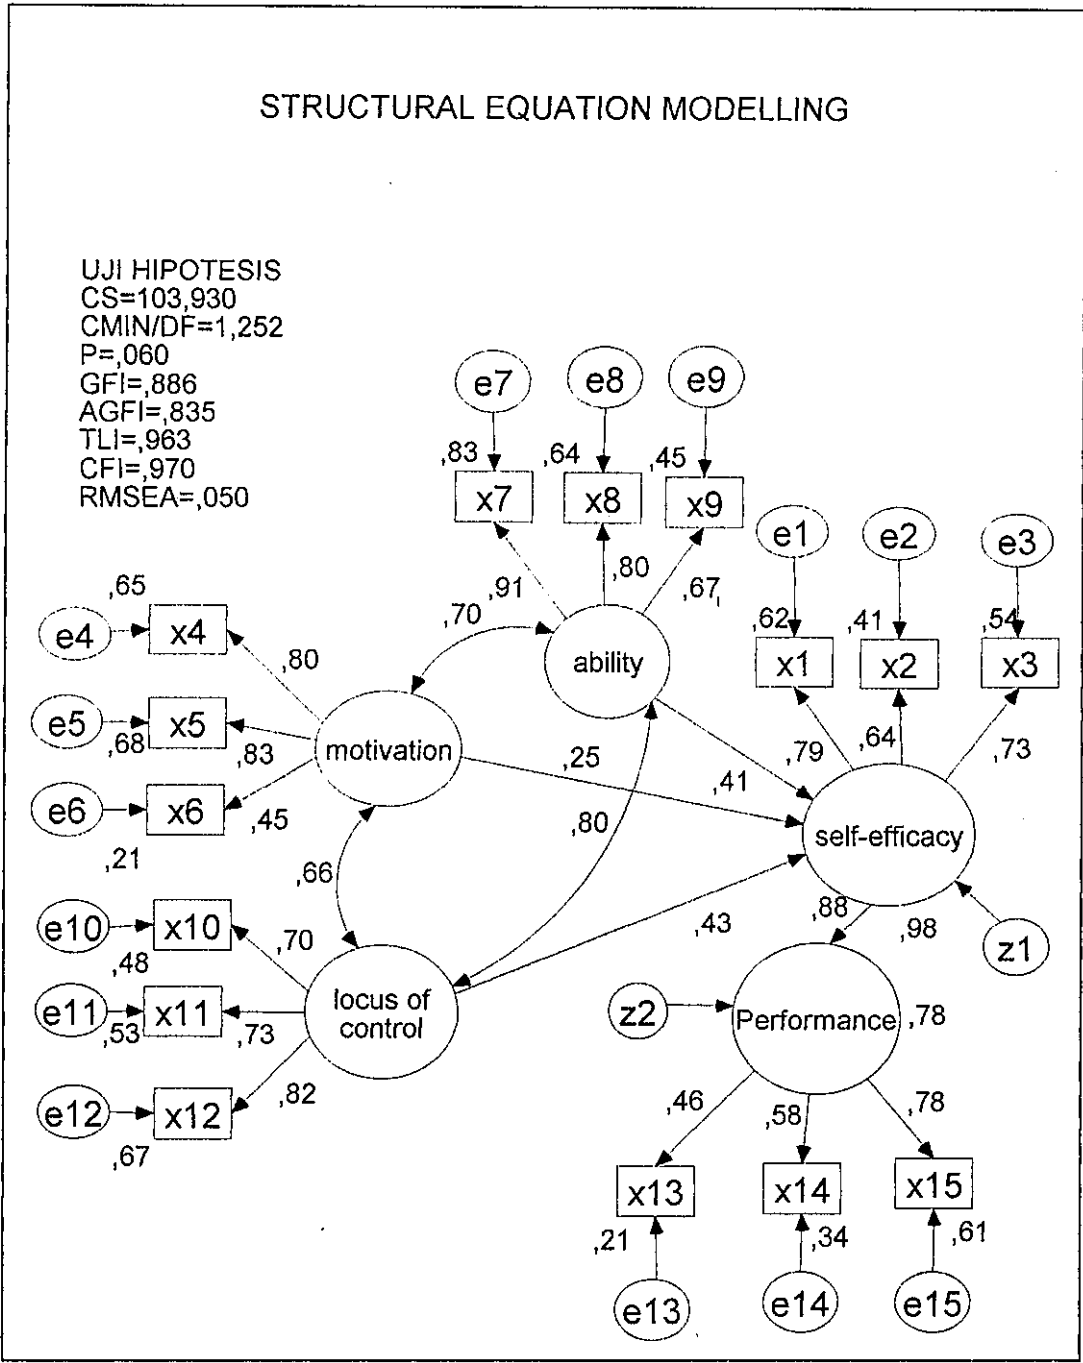 STRUCTURAL EQUATION MODELLING
UJI HIPOTESIS
CS=103,930
CMIN/DF=1,252
P=,060
GFI=,886
AGFI=,835
TLI=,963
CFI=,970
RMSEA=,050
e7
e8
e9
,83
,64
,45
x7
x8
x9
e1
e2
e3
,91
,80
,67
,65
,70
,62
,41
,54
e4
x4
x1
x2
x3
,80
ability
e5
x5
,68
,83
motivation
,25
,41
,79
,64
,73
e6
x6
,45
,80
self-efficacy
,21
,66
e10
x10
,70
,43
,88
,98
z1
,48
e11
x11
,53
,73
locus of
control
z2
Performance
,78
e12
x12
,82
,67
,46
,58
,78
x13
x14
x15
,21
,34
,61
e13
e14
e15